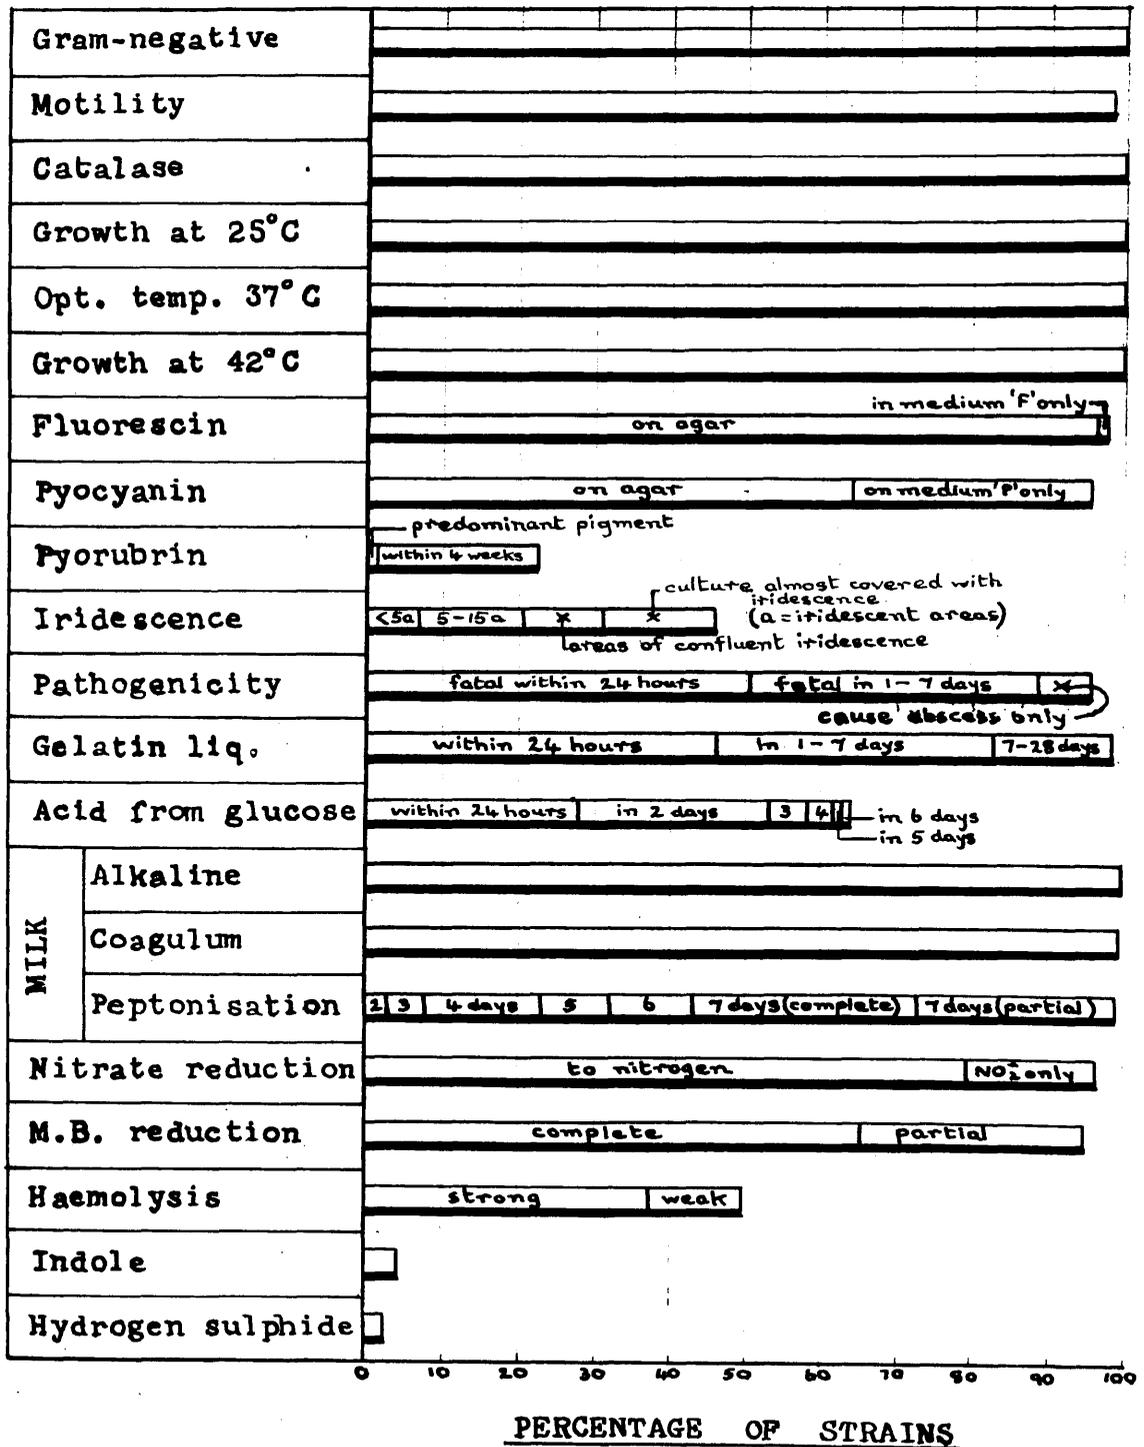 Gram-negative
Motility
Catalase
Growth at 25°C
Opt. temp. 37°C
Growth at 42°C
in medium 'F' only
Fluorescin on agar
Pyocyanin on agar on medium 'P' only
predominant pigment
Pyorubrin within 4 weeks
culture almost covered with
iridescence
Iridescence <5a 5-15a x x (a = iridescent areas)
areas of confluent iridescence
Pathogenicity fatal within 24 hours fatal in 1-7 days x
cause abscess only
Gelatin liq. within 24 hours in 1-7 days 7-28 days
Acid from glucose within 24 hours in 2 days 3 4 in 6 days
in 5 days
MILK
Alkaline
Coagulum
Peptonisation 2 3 4 days 5 6 7 days (complete) 7 days (partial)
Nitrate reduction to nitrogen NO₂⁻ only
M.B. reduction complete partial
Haemolysis strong weak
Indole
Hydrogen sulphide
0 10 20 30 40 50 60 70 80 90 100
PERCENTAGE OF STRAINS